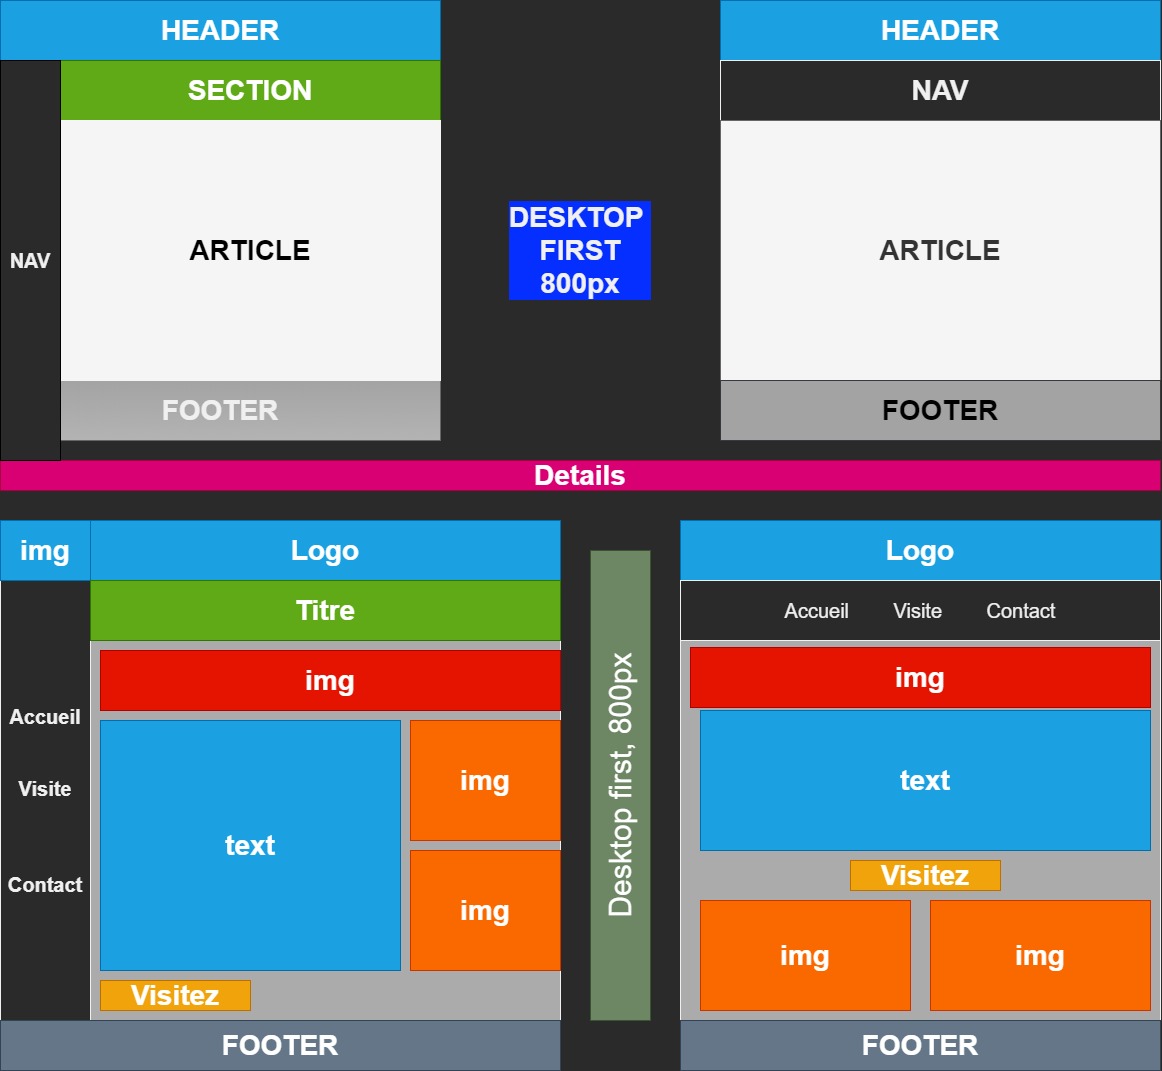 HEADER
SECTION
NAV
ARTICLE
FOOTER
DESKTOP
FIRST
800px
HEADER
NAV
ARTICLE
FOOTER
Details
img
Logo
Titre
Accueil
Visite
Contact
img
text
img
img
Visitez
FOOTER
Desktop first, 800px
Logo
Accueil Visite Contact
img
text
Visitez
img
img
FOOTER